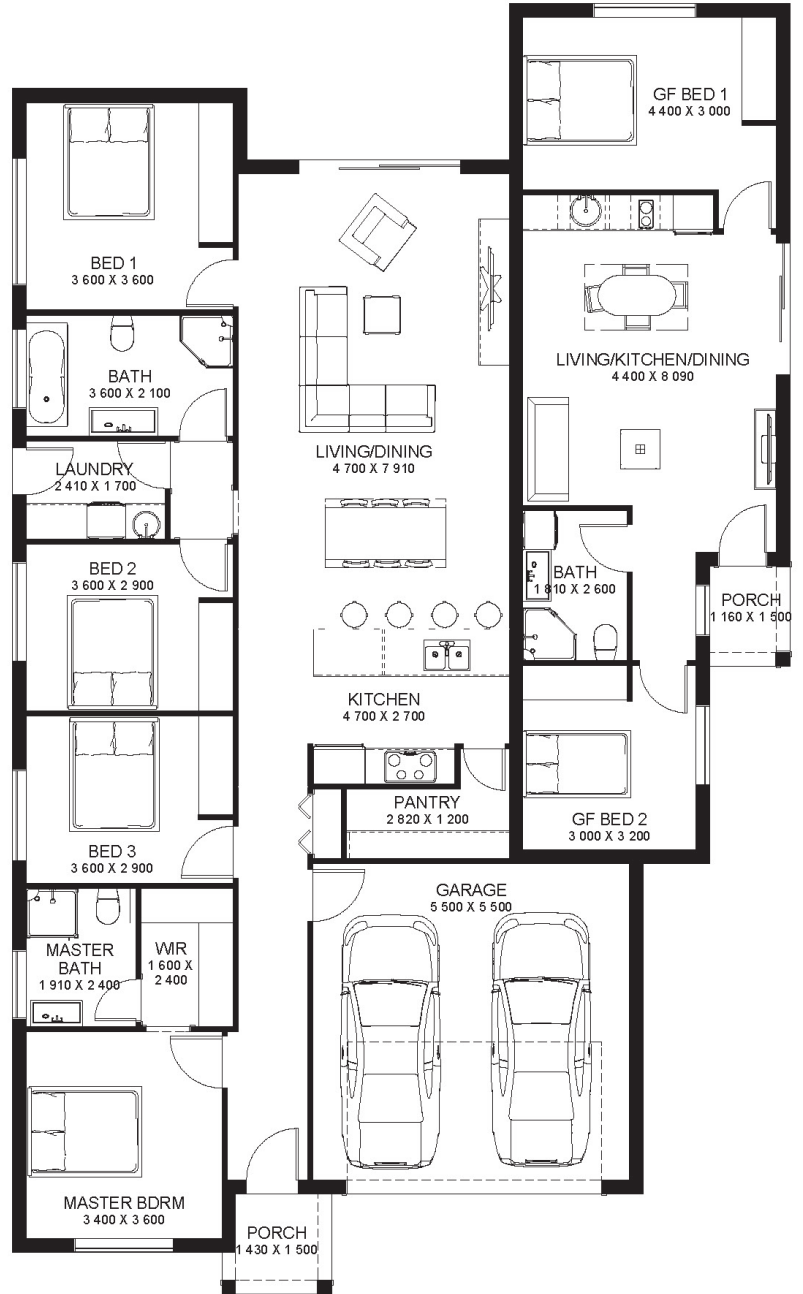 GF BED 1
4 400 X 3 000
BED 1
3 600 X 3 600
LIVING/KITCHEN/DINING
4 400 X 8 090
BATH
3 600 X 2 100
LIVING/DINING
4 700 X 7 910
LAUNDRY
2 410 X 1 700
BED 2
3 600 X 2 900
BATH
1 810 X 2 600
PORCH
1 160 X 1 500
KITCHEN
4 700 X 2 700
PANTRY
2 820 X 1 200
GF BED 2
3 000 X 3 200
BED 3
3 600 X 2 900
GARAGE
5 500 X 5 500
MASTER
BATH
1 910 X 2 400
WIR
1 600 X
2 400
MASTER BDRM
3 400 X 3 600
PORCH
1 430 X 1 500